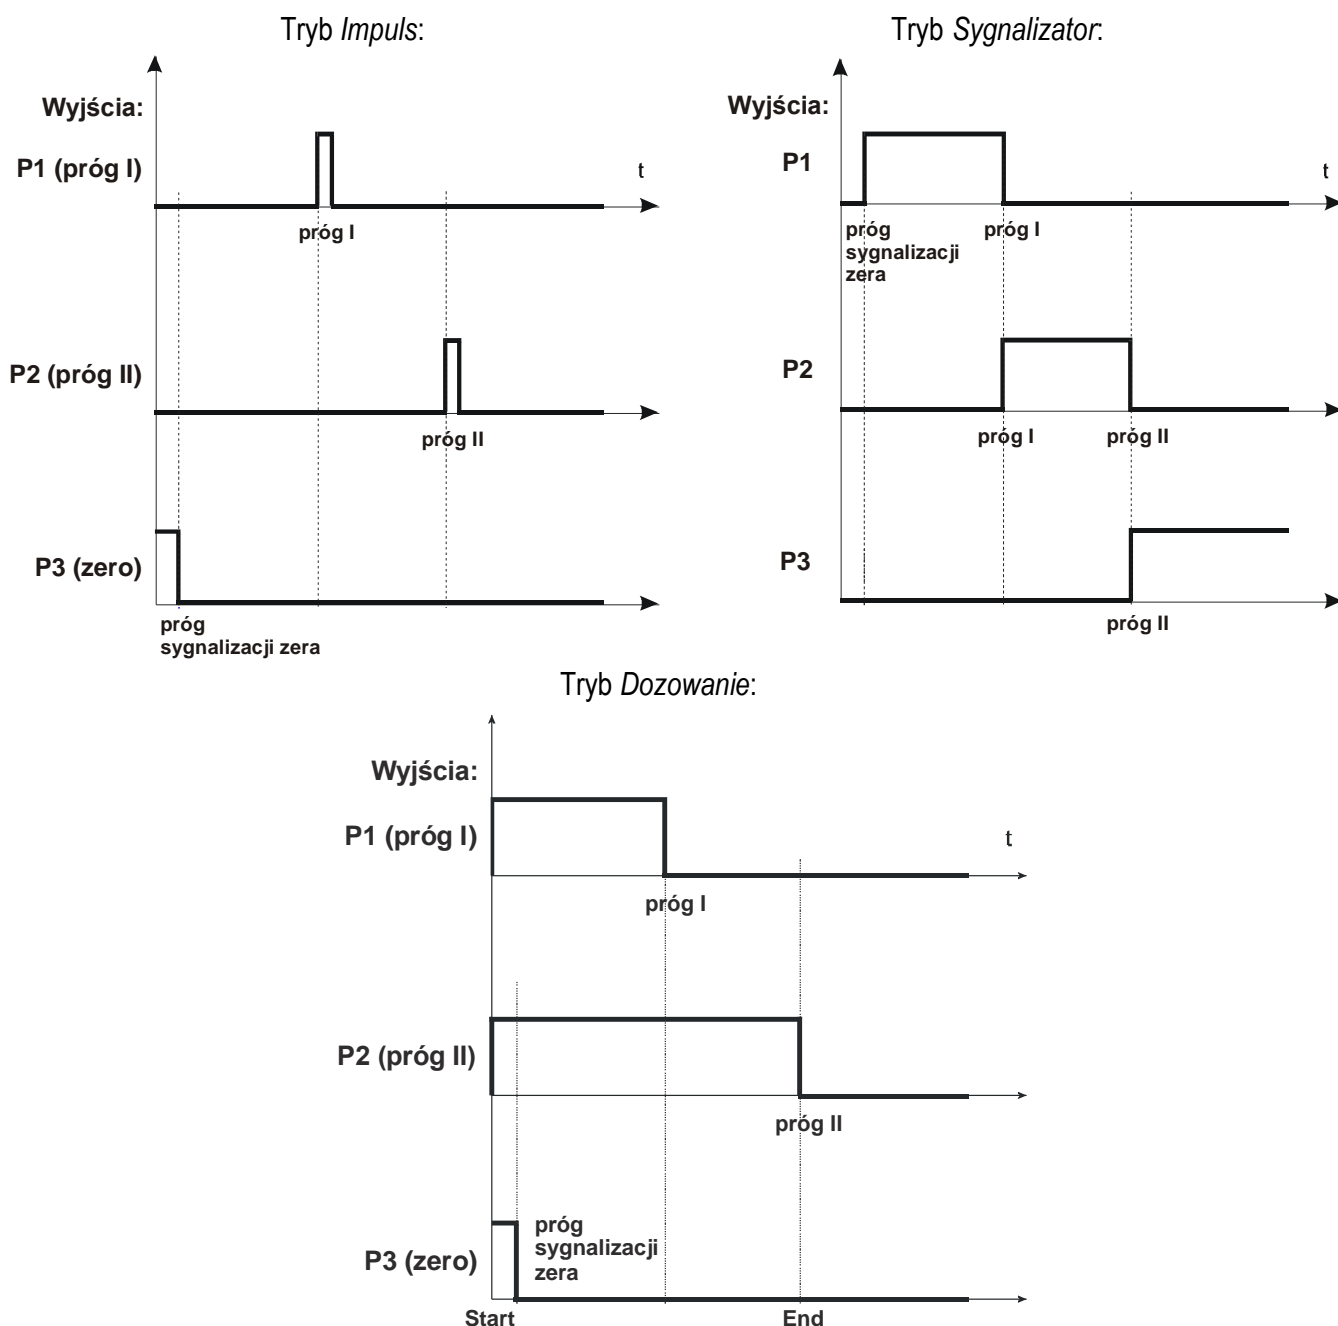 Tryb Impuls:
Wyjścia:
P1 (próg I)
t
próg I
P2 (próg II)
próg II
P3 (zero)
próg
sygnalizacji zera
Tryb Sygnalizator:
Wyjścia:
P1
t
próg
sygnalizacji
zera
próg I
P2
próg I
próg II
P3
próg II
Tryb Dozowanie:
Wyjścia:
P1 (próg I)
t
próg I
P2 (próg II)
próg II
P3 (zero)
próg
sygnalizacji
zera
Start
End